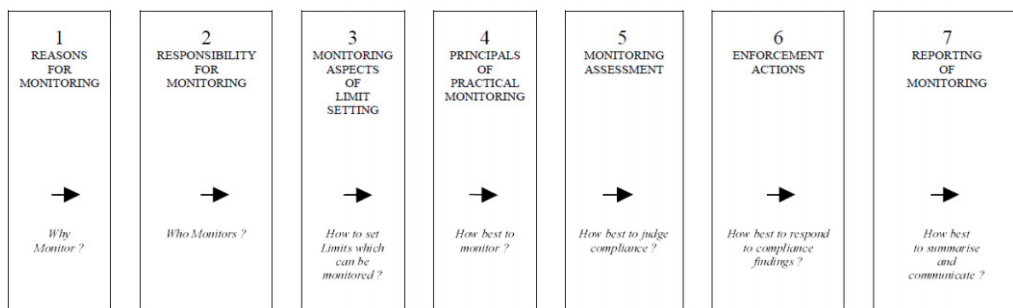 1
REASONS
FOR
MONITORING
Why
Monitor ?
2
RESPONSIBILITY
FOR
MONITORING
Who Monitors ?
3
MONITORING
ASPECTS
OF
LIMIT
SETTING
How to set
Limits which
can be
monitored ?
4
PRINCIPALS
OF
PRACTICAL
MONITORING
How best to
monitor ?
5
MONITORING
ASSESSMENT
How best to judge
compliance ?
6
ENFORCEMENT
ACTIONS
How best to respond
to compliance
findings ?
7
REPORTING
OF
MONITORING
How best
to summarise
and
communicate ?